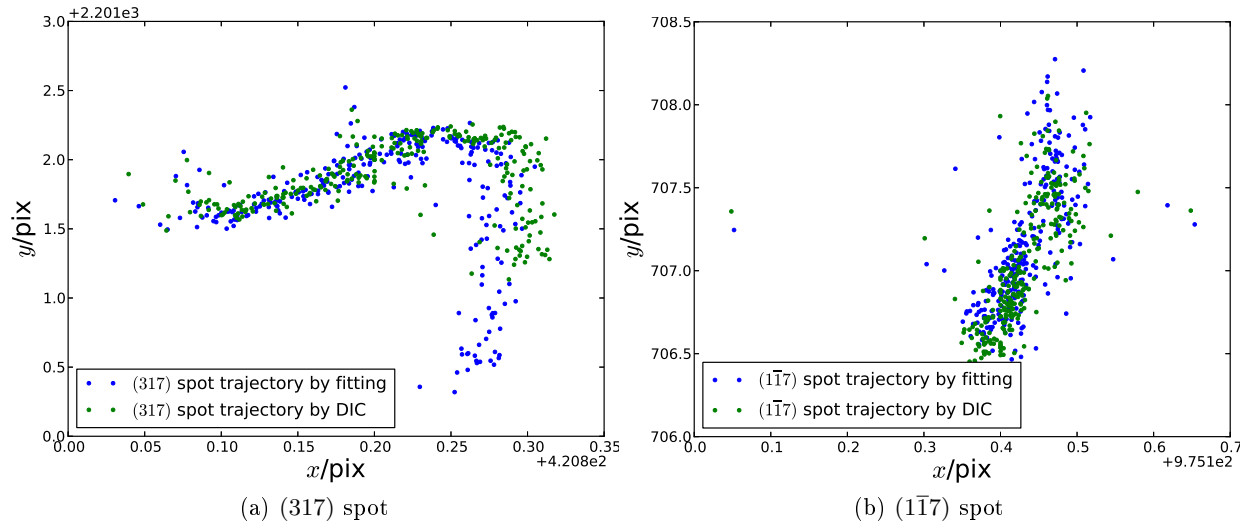 +2.201e3
3.0
2.5
2.0
1.5
1.0
0.5
0.0
y/pix
0.00 0.05 0.10 0.15 0.20 0.25 0.30 0.35
+4.208e2
x/pix
(317) spot trajectory by fitting
(317) spot trajectory by DIC
(a) (317) spot
708.5
708.0
707.5
707.0
706.5
706.0
y/pix
0.0 0.1 0.2 0.3 0.4 0.5 0.6 0.7
+9.751e2
x/pix
(11̅7) spot trajectory by fitting
(11̅7) spot trajectory by DIC
(b) (11̅7) spot